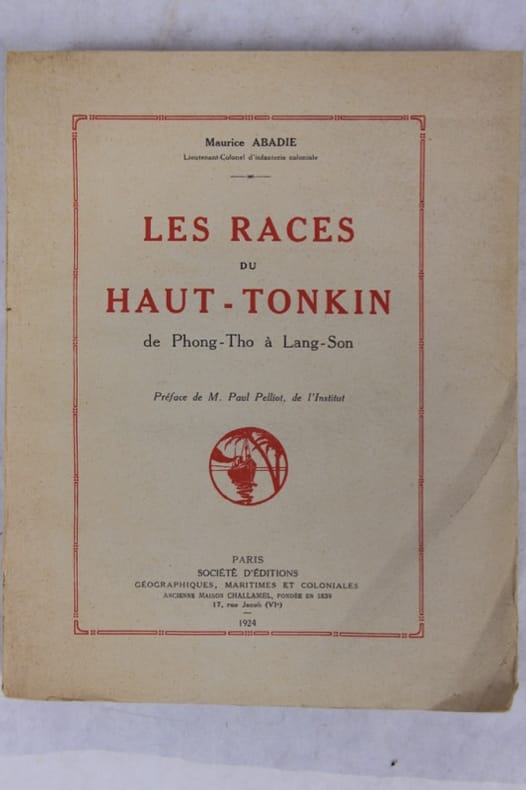 Maurice ABADIE
Lieutenant-Colonel d'infanterie coloniale
LES RACES
DU
HAUT-TONKIN
de Phong-Tho à Lang-Son
Préface de M. Paul Pelliot, de l'Institut
PARIS
SOCIÉTÉ D'ÉDITIONS
GÉOGRAPHIQUES, MARITIMES ET COLONIALES
ANCIENNE MAISON CHALLAMEL, FONDÉE EN 1839
17, rue Jacob (VIe)
1924